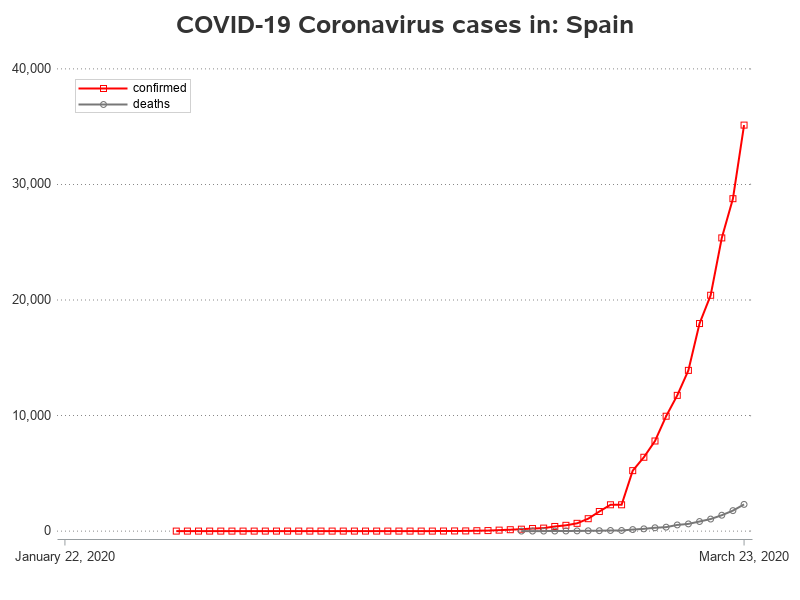 COVID-19 Coronavirus cases in: Spain
40,000
confirmed
deaths
30,000
20,000
10,000
0
January 22, 2020
March 23, 2020